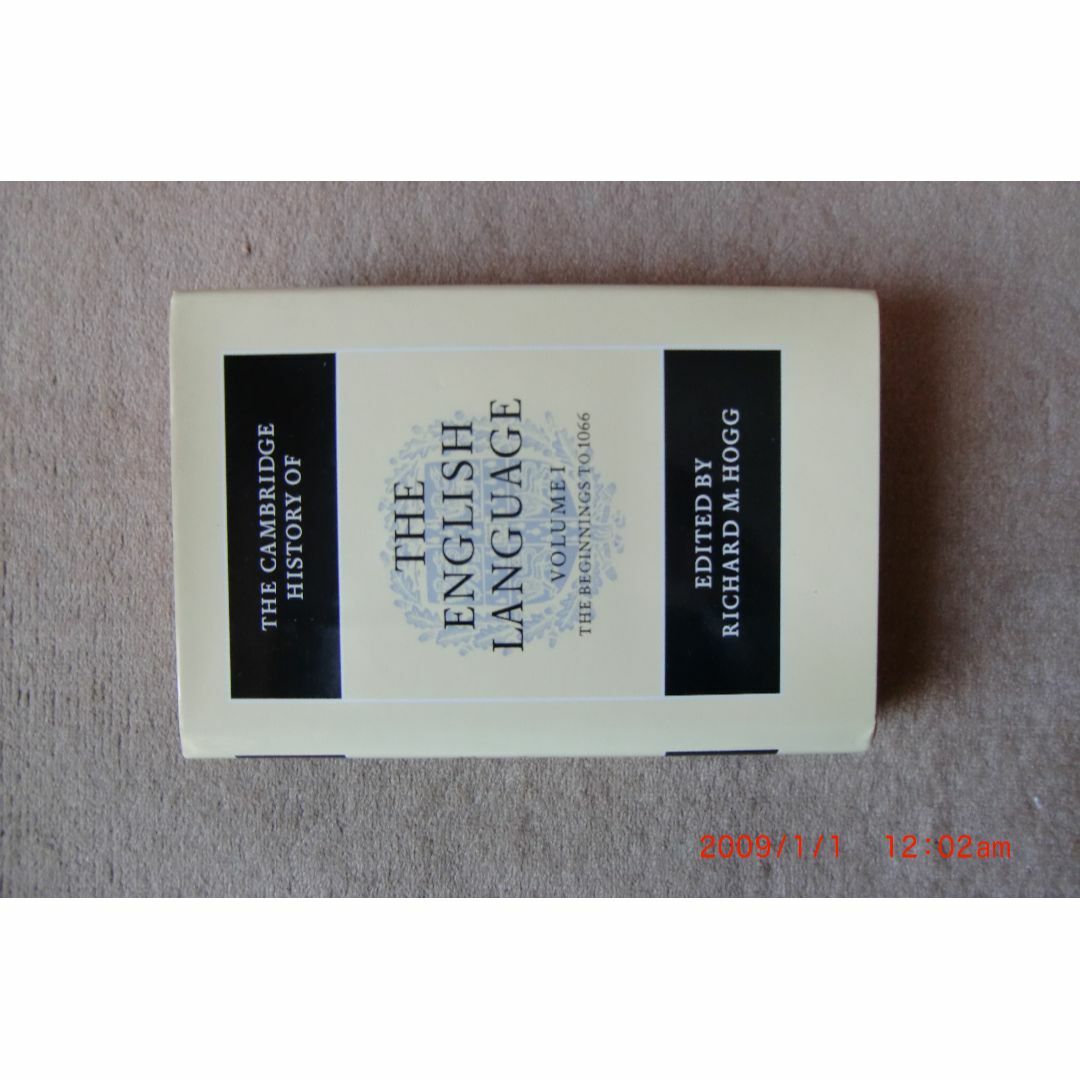 THE CAMBRIDGE
HISTORY OF
THE
ENGLISH
LANGUAGE
VOLUME I
THE BEGINNINGS TO 1066
EDITED BY
RICHARD M. HOGG
2009/1/1 12:02am